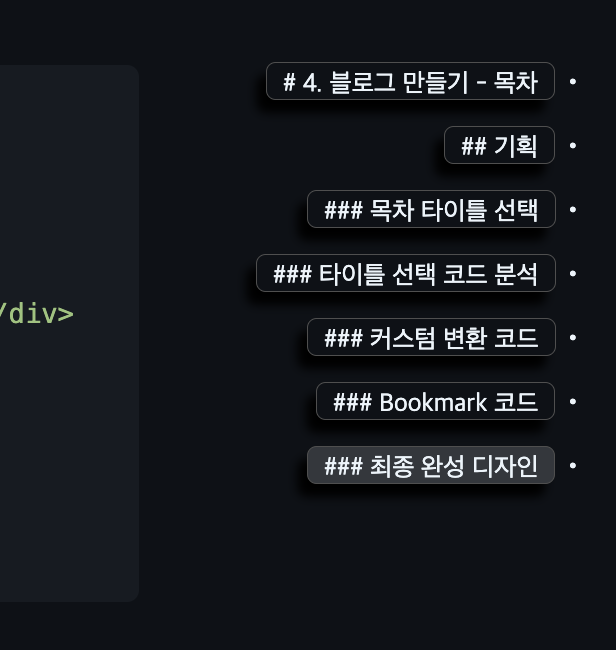 # 4. 블로그 만들기 - 목차
## 기획
### 목차 타이틀 선택
### 타이틀 선택 코드 분석
/div>
### 커스텀 변환 코드
### Bookmark 코드
### 최종 완성 디자인